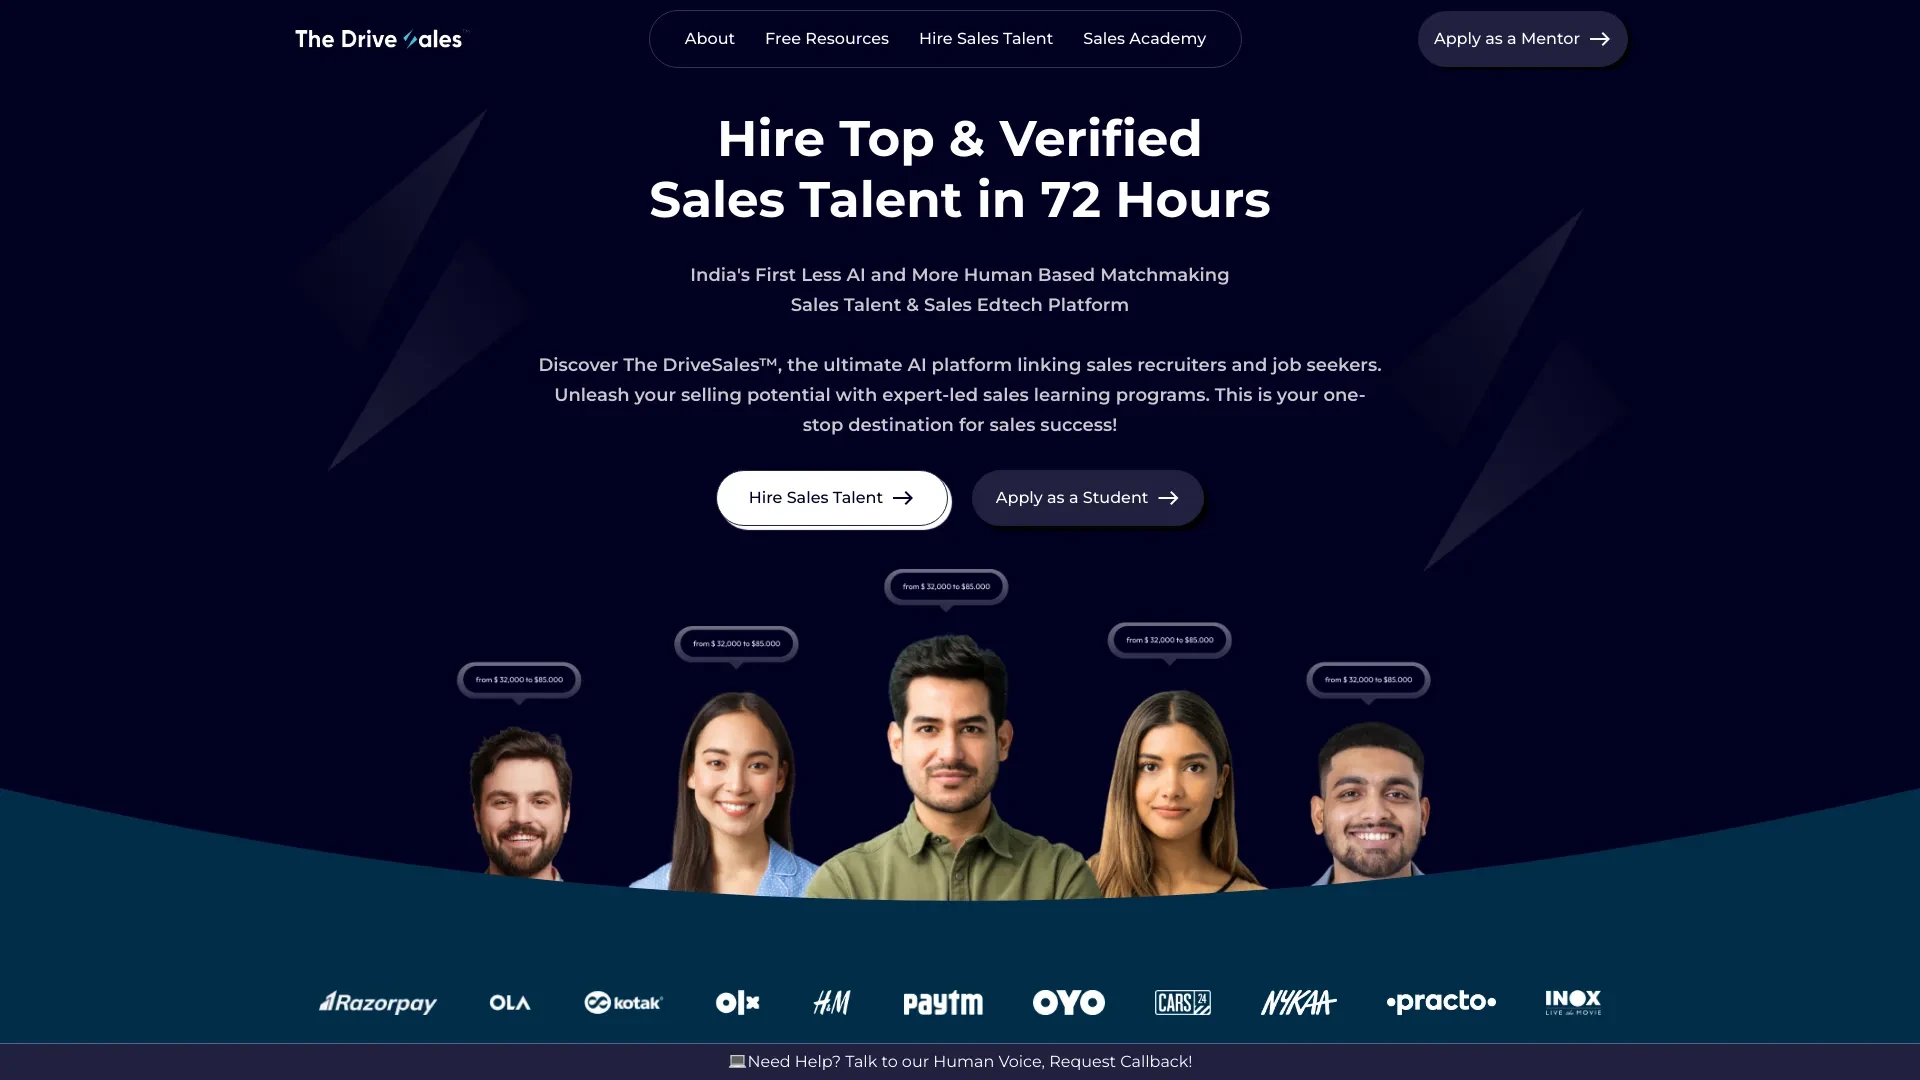 The Drive Sales
About
Free Resources
Hire Sales Talent
Sales Academy
Apply as a Mentor
Hire Top & Verified
Sales Talent in 72 Hours
India's First Less AI and More Human Based Matchmaking
Sales Talent & Sales Edtech Platform
Discover The DriveSales™, the ultimate AI platform linking sales recruiters and job seekers.
Unleash your selling potential with expert-led sales learning programs. This is your one-
stop destination for sales success!
Hire Sales Talent
Apply as a Student
from $ 32,000 to $85.000
from $ 32,000 to $85.000
from $ 32,000 to $85.000
from $ 32,000 to $85.000
from $ 32,000 to $85.000
Razorpay
OLA
kotak
olx
H&M
paytm
OYO
CARS 24
NYKAA
practo
INOX
LIVE the MOVIE
Need Help? Talk to our Human Voice, Request Callback!